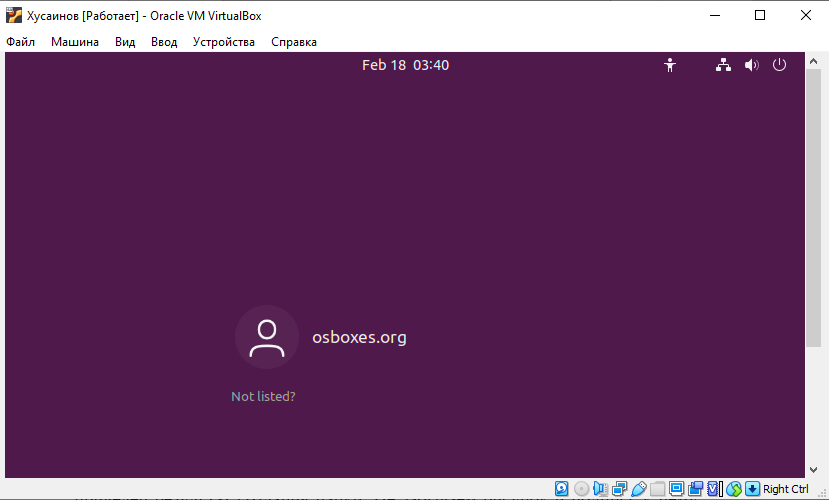 Хусаинов [Работает] - Oracle VM VirtualBox
Файл Машина Вид Ввод Устройства Справка
Feb 18 03:40
osboxes.org
Not listed?
Right Ctrl